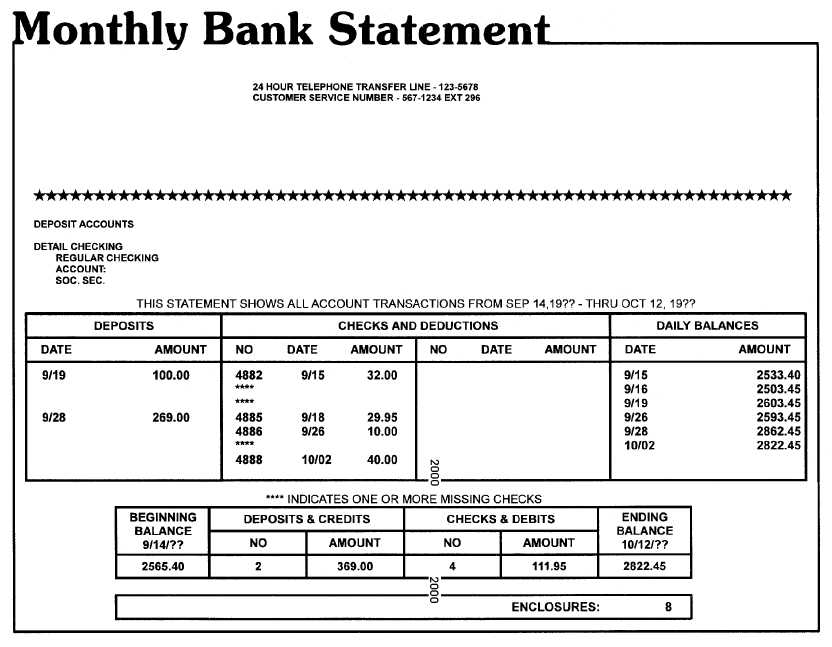 Monthly Bank Statement
24 HOUR TELEPHONE TRANSFER LINE - 123-5678
CUSTOMER SERVICE NUMBER - 567-1234 EXT 296
★★★★★★★★★★★★★★★★★★★★★★★★★★★★★★★★★★★★★★★★★★★★★★★★★★★★★★★★★★★★★★★
DEPOSIT ACCOUNTS
DETAIL CHECKING
REGULAR CHECKING
ACCOUNT:
SOC. SEC.
THIS STATEMENT SHOWS ALL ACCOUNT TRANSACTIONS FROM SEP 14,19?? - THRU OCT 12, 19??
DEPOSITS CHECKS AND DEDUCTIONS DAILY BALANCES
DATE AMOUNT NO DATE AMOUNT NO DATE AMOUNT DATE AMOUNT
9/19 100.00 4882 9/15 32.00 9/15 2533.40
**** 9/16 2503.45
**** 9/19 2603.45
9/28 269.00 4885 9/18 29.95 9/26 2593.45
4886 9/26 10.00 9/28 2862.45
**** 10/02 2822.45
4888 10/02 40.00
2000
**** INDICATES ONE OR MORE MISSING CHECKS
BEGINNING BALANCE 9/14/?? DEPOSITS & CREDITS CHECKS & DEBITS ENDING BALANCE 10/12/??
NO AMOUNT NO AMOUNT
2565.40 2 369.00 4 111.95 2822.45
2000
ENCLOSURES: 8